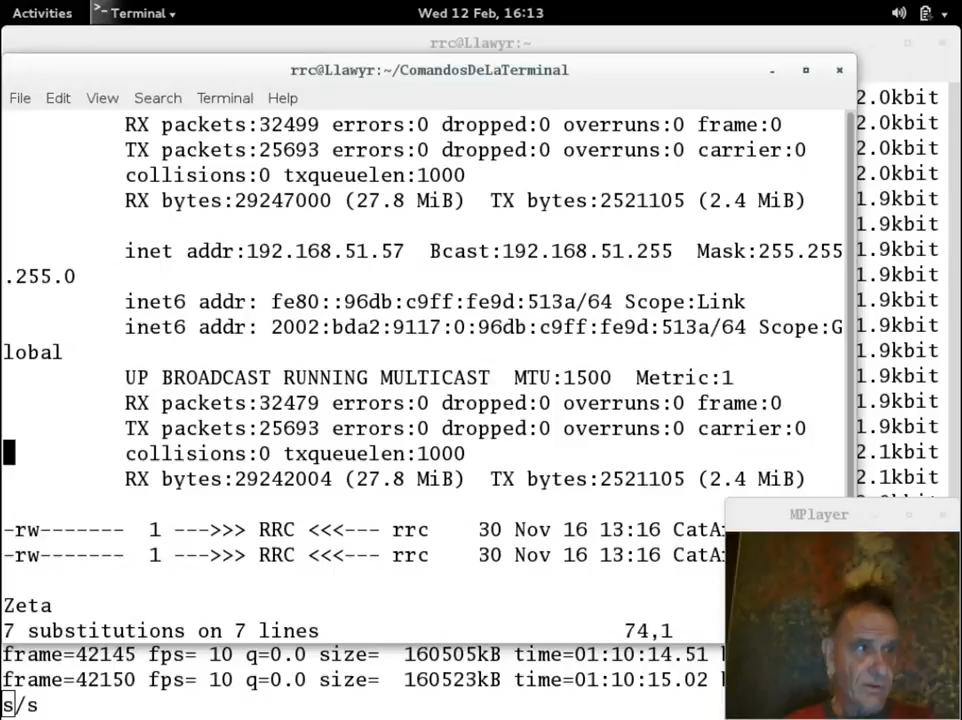 Activities
Terminal
Wed 12 Feb, 16:13
rrc@Llawyr:~
rrc@Llawyr:~/ComandosDeLaTerminal
File Edit View Search Terminal Help
RX packets:32499 errors:0 dropped:0 overruns:0 frame:0
TX packets:25693 errors:0 dropped:0 overruns:0 carrier:0
collisions:0 txqueuelen:1000
RX bytes:29247000 (27.8 MiB)  TX bytes:2521105 (2.4 MiB)
inet addr:192.168.51.57  Bcast:192.168.51.255  Mask:255.255
.255.0
inet6 addr: fe80::96db:c9ff:fe9d:513a/64 Scope:Link
inet6 addr: 2002:bda2:9117:0:96db:c9ff:fe9d:513a/64 Scope:G
lobal
UP BROADCAST RUNNING MULTICAST  MTU:1500  Metric:1
RX packets:32479 errors:0 dropped:0 overruns:0 frame:0
TX packets:25693 errors:0 dropped:0 overruns:0 carrier:0
collisions:0 txqueuelen:1000
RX bytes:29242004 (27.8 MiB)  TX bytes:2521105 (2.4 MiB)
-rw-------  1 --->>> RRC <<<--- rrc    30 Nov 16 13:16 CatA
-rw-------  1 --->>> RRC <<<--- rrc    30 Nov 16 13:16 CatA
Zeta
7 substitutions on 7 lines 74,1
2.0kbit
2.0kbit
2.0kbit
2.0kbit
1.9kbit
1.9kbit
1.9kbit
1.9kbit
1.9kbit
1.9kbit
1.9kbit
1.9kbit
1.9kbit
1.9kbit
2.1kbit
2.1kbit
MPlayer
frame=42145 fps= 10 q=0.0 size=  160505kB time=01:10:14.51
frame=42150 fps= 10 q=0.0 size=  160523kB time=01:10:15.02
s/s